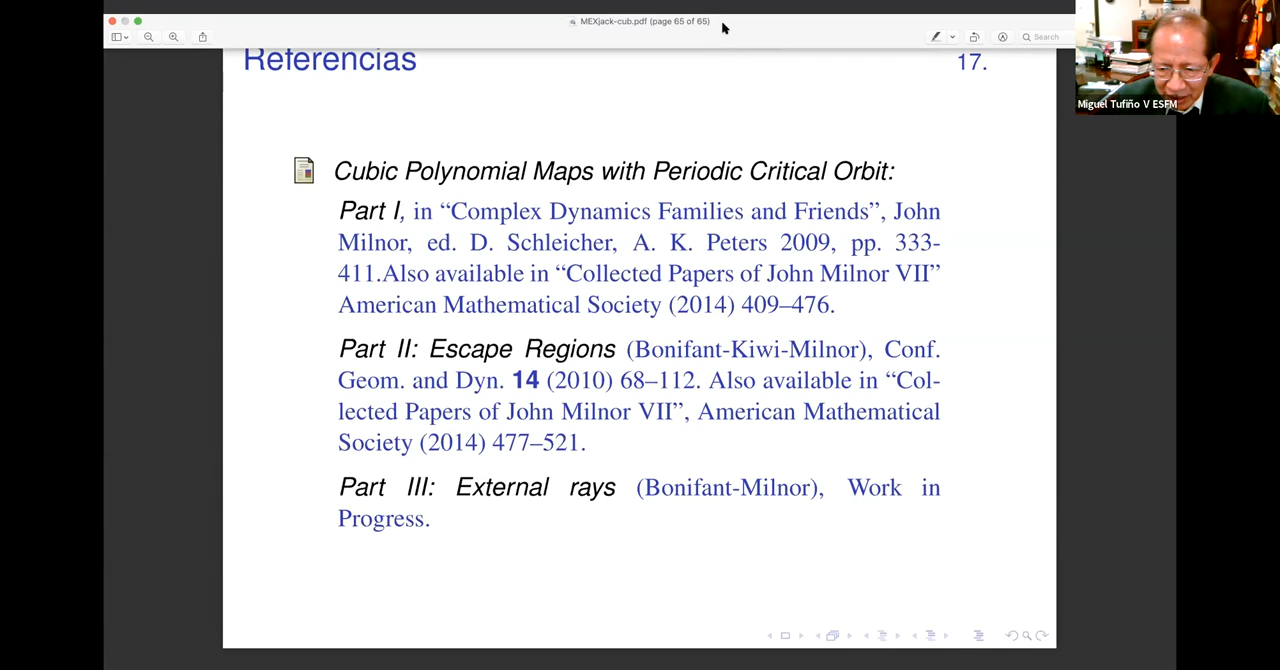 MEXjack-cub.pdf (page 65 of 65)
Search
Miguel Tufiño V ESFM
Referencias 17.
Cubic Polynomial Maps with Periodic Critical Orbit:
Part I, in “Complex Dynamics Families and Friends”, John
Milnor, ed. D. Schleicher, A. K. Peters 2009, pp. 333-
411.Also available in “Collected Papers of John Milnor VII”
American Mathematical Society (2014) 409–476.
Part II: Escape Regions (Bonifant-Kiwi-Milnor), Conf.
Geom. and Dyn. 14 (2010) 68–112. Also available in “Col-
lected Papers of John Milnor VII”, American Mathematical
Society (2014) 477–521.
Part III: External rays (Bonifant-Milnor), Work in
Progress.